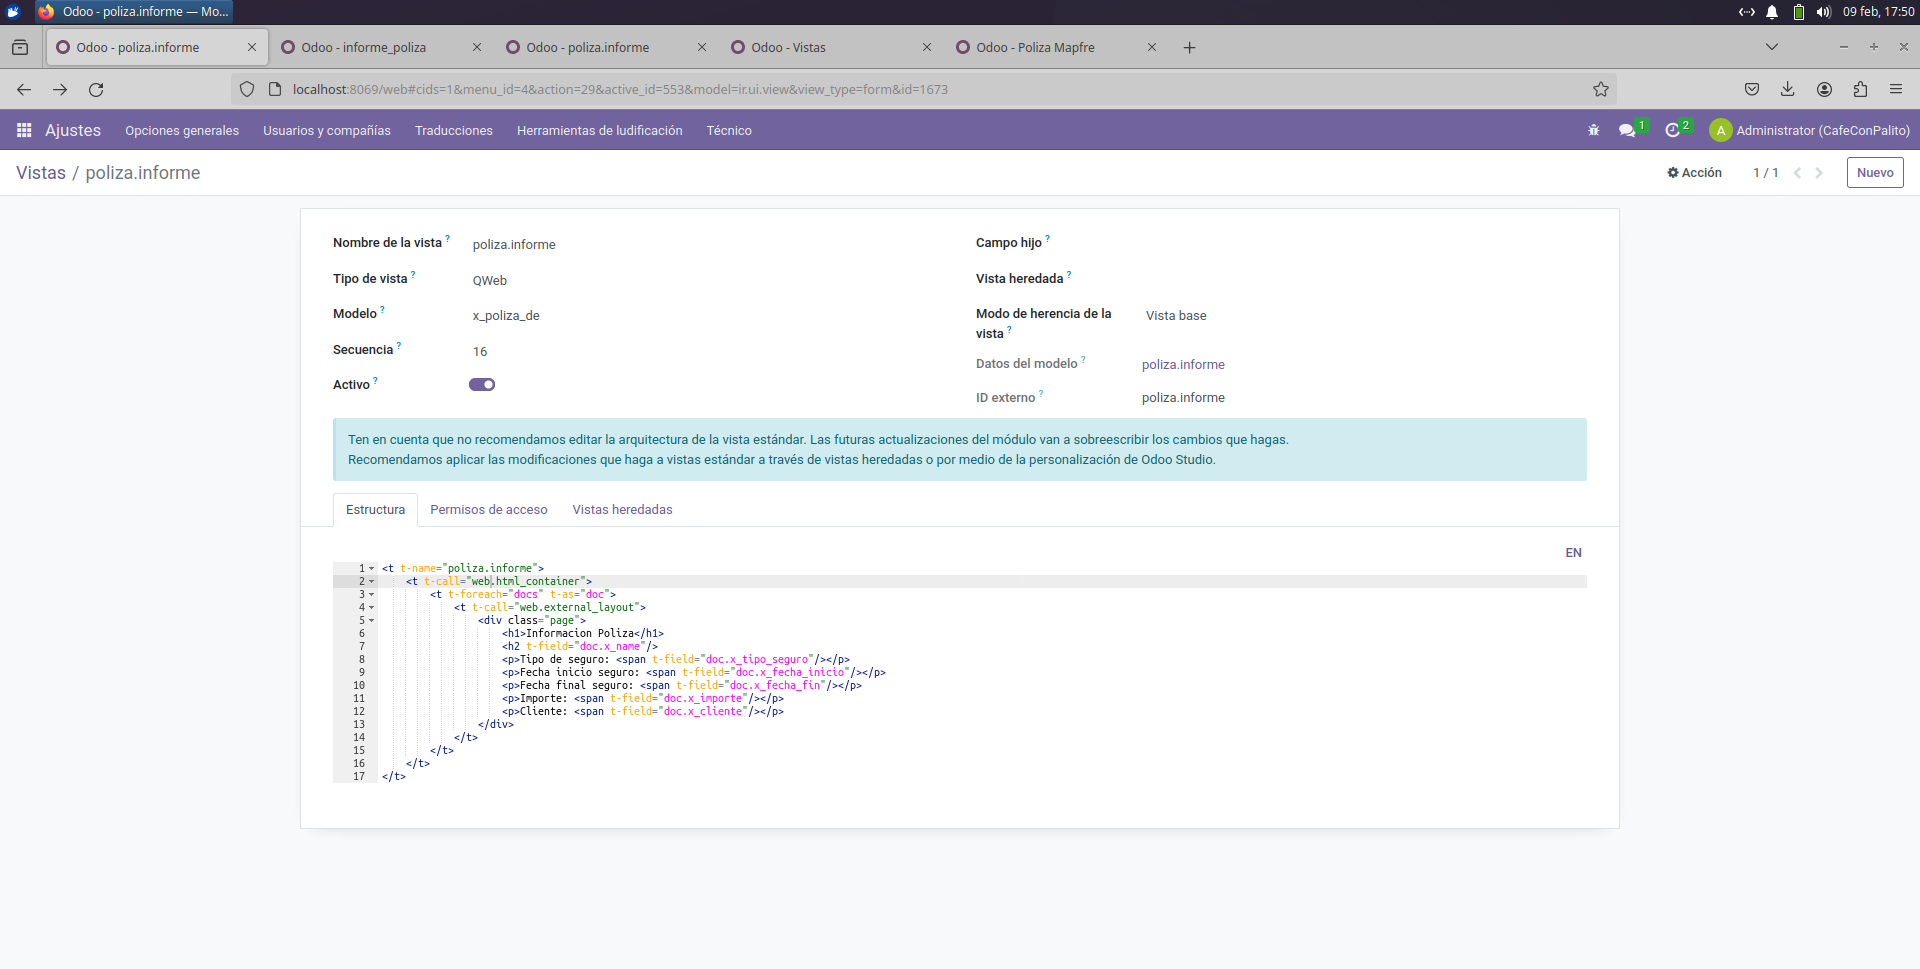 Odoo - poliza.informe — Mo...
09 feb, 17:50
Odoo - poliza.informe
Odoo - informe_poliza
Odoo - poliza.informe
Odoo - Vistas
Odoo - Poliza Mapfre
localhost:8069/web#cids=1&menu_id=4&action=29&active_id=553&model=ir.ui.view&view_type=form&id=1673
Ajustes Opciones generales Usuarios y compañías Traducciones Herramientas de ludificación Técnico 1 2 A Administrator (CafeConPalito)
Vistas / poliza.informe Acción 1 / 1 Nuevo
Nombre de la vista ? poliza.informe
Tipo de vista ? QWeb
Modelo ? x_poliza_de
Secuencia ? 16
Activo ?
Campo hijo ?
Vista heredada ?
Modo de herencia de la vista ? Vista base
Datos del modelo ? poliza.informe
ID externo ? poliza.informe
Ten en cuenta que no recomendamos editar la arquitectura de la vista estándar. Las futuras actualizaciones del módulo van a sobreescribir los cambios que hagas.
Recomendamos aplicar las modificaciones que haga a vistas estándar a través de vistas heredadas o por medio de la personalización de Odoo Studio.
Estructura Permisos de acceso Vistas heredadas
EN
1 <t t-name="poliza.informe">
2 <t t-call="web.html_container">
3 <t t-foreach="docs" t-as="doc">
4 <t t-call="web.external_layout">
5 <div class="page">
6 <h1>Informacion Poliza</h1>
7 <h2 t-field="doc.x_name"/>
8 <p>Tipo de seguro: <span t-field="doc.x_tipo_seguro"/></p>
9 <p>Fecha inicio seguro: <span t-field="doc.x_fecha_inicio"/></p>
10 <p>Fecha final seguro: <span t-field="doc.x_fecha_fin"/></p>
11 <p>Importe: <span t-field="doc.x_importe"/></p>
12 <p>Cliente: <span t-field="doc.x_cliente"/></p>
13 </div>
14 </t>
15 </t>
16 </t>
17 </t>